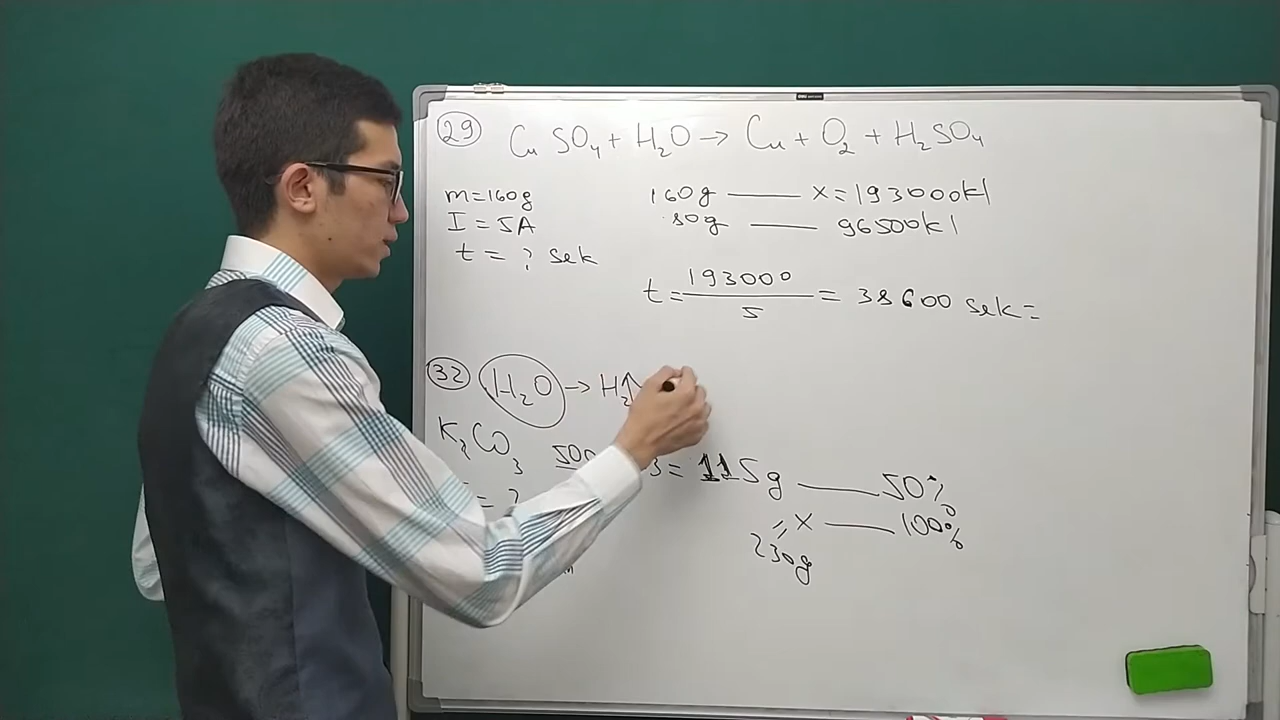 29 CuSO₄ + H₂O → Cu + O₂ + H₂SO₄
m=160g
I = 5A
t = ? sek
160g —— x=193000kl
80g —— 96500kl
t = 193000/5 = 38600 sek =
32 H₂O → H₂↑
K₂CO₃
= ?
3 = 115g —— 50%
= x —— 100%
230g